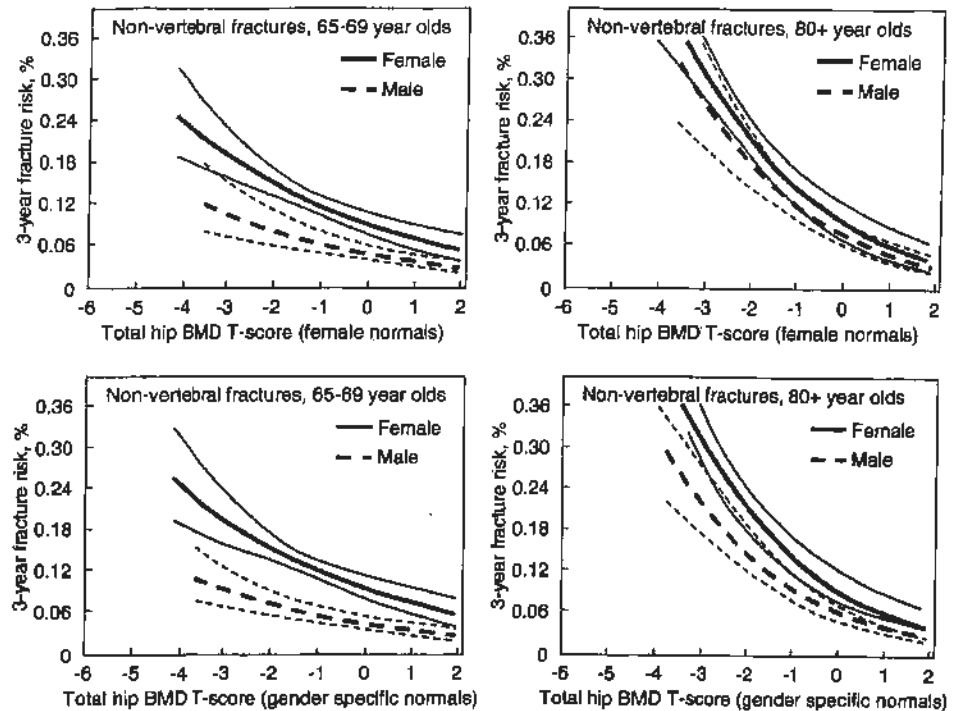 Non-vertebral fractures, 65-69 year olds
Female
Male
3-year fracture risk, %
0.36
0.30
0.24
0.18
0.12
0.06
0
-6 -5 -4 -3 -2 -1 0 1 2
Total hip BMD T-score (female normals)
Non-vertebral fractures, 80+ year olds
Female
Male
3-year fracture risk, %
0.36
0.30
0.24
0.18
0.12
0.06
0
-6 -5 -4 -3 -2 -1 0 1 2
Total hip BMD T-score (female normals)
Non-vertebral fractures, 65-69 year olds
Female
Male
3-year fracture risk, %
0.36
0.30
0.24
0.18
0.12
0.06
0
-6 -5 -4 -3 -2 -1 0 1 2
Total hip BMD T-score (gender specific normals)
Non-vertebral fractures, 80+ year olds
Female
Male
3-year fracture risk, %
0.36
0.30
0.24
0.18
0.12
0.06
0
-6 -5 -4 -3 -2 -1 0 1 2
Total hip BMD T-score (gender specific normals)